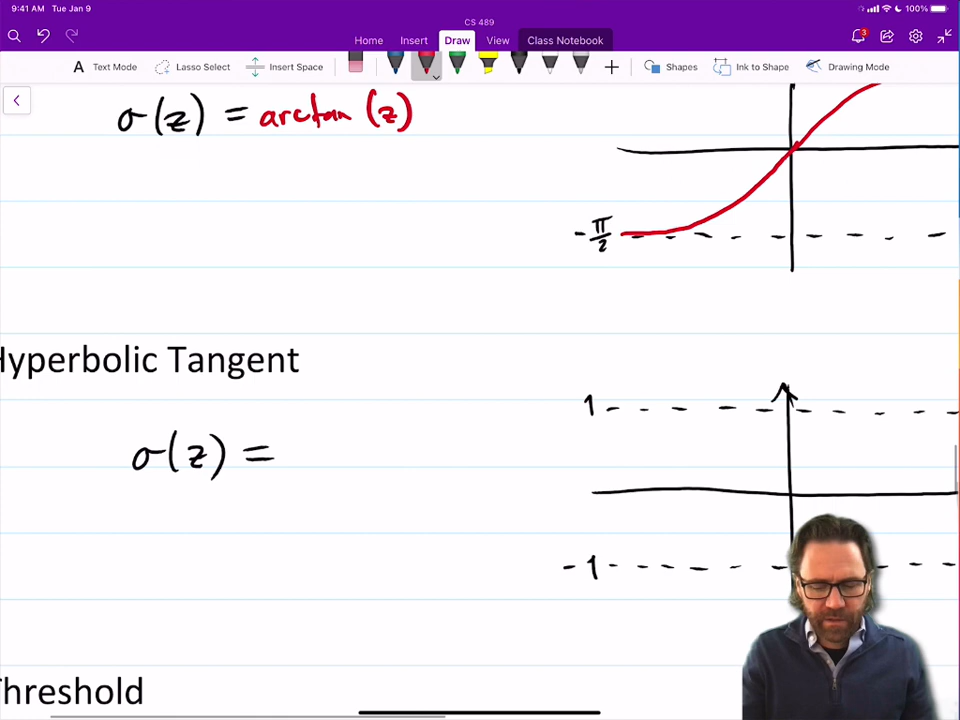 9:41 AM Tue Jan 9
100%
CS 489
Home Insert Draw View Class Notebook
3
Text Mode Lasso Select Insert Space Shapes Ink to Shape Drawing Mode
σ(z) = arctan (z)
-π/2
Hyperbolic Tangent
1
σ(z) =
-1
Threshold